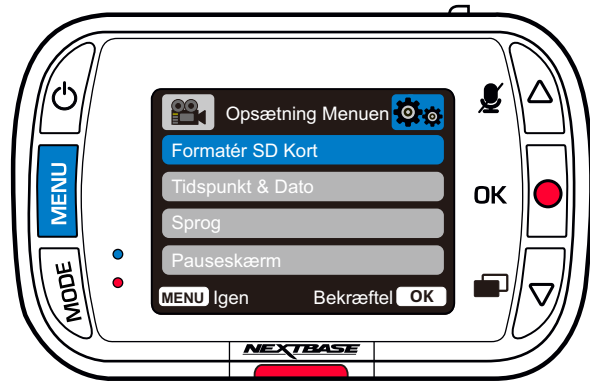 Opsætning Menuen
Formatér SD Kort
MENU
Tidspunkt & Dato
OK
Sprog
Pauseskærm
MODE
MENU Igen Bekræftel OK
NEXTBASE